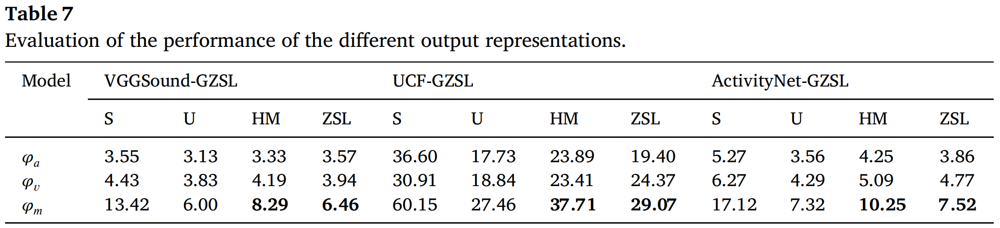 Table 7
Evaluation of the performance of the different output representations.
Model VGGSound-GZSL UCF-GZSL ActivityNet-GZSL
S U HM ZSL S U HM ZSL S U HM ZSL
φa 3.55 3.13 3.33 3.57 36.60 17.73 23.89 19.40 5.27 3.56 4.25 3.86
φv 4.43 3.83 4.19 3.94 30.91 18.84 23.41 24.37 6.27 4.29 5.09 4.77
φm 13.42 6.00 8.29 6.46 60.15 27.46 37.71 29.07 17.12 7.32 10.25 7.52